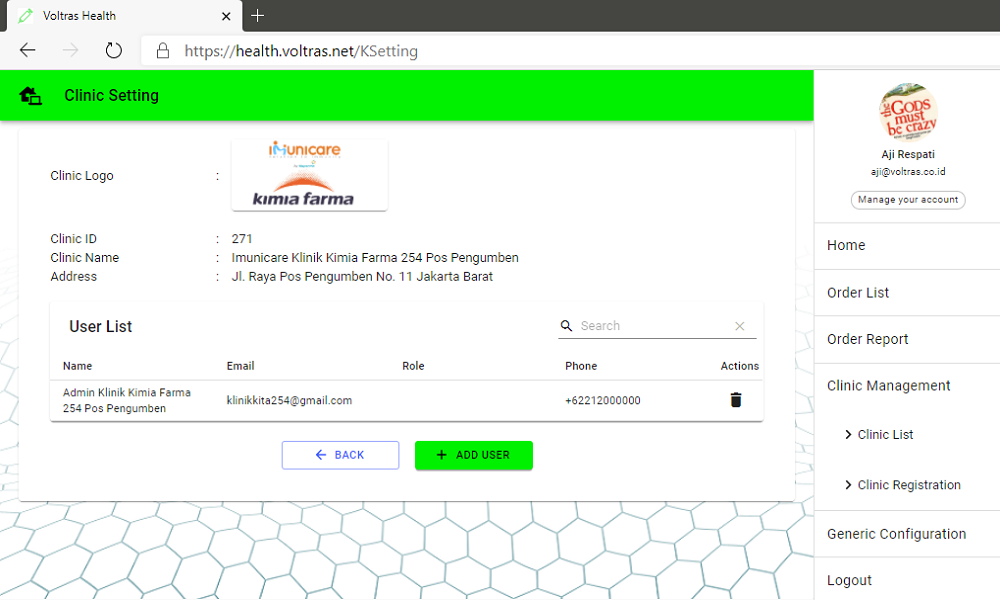 Voltras Health
https://health.voltras.net/KSetting
Clinic Setting
Clinic Logo :
imunicare
kimia farma
Clinic ID : 271
Clinic Name : Imunicare Klinik Kimia Farma 254 Pos Pengumben
Address : Jl. Raya Pos Pengumben No. 11 Jakarta Barat
User List
Search
Name Email Role Phone Actions
Admin Klinik Kimia Farma
254 Pos Pengumben
klinikkita254@gmail.com
+62212000000
BACK
ADD USER
the GODS
must
be crazy
Aji Respati
aji@voltras.co.id
Manage your account
Home
Order List
Order Report
Clinic Management
Clinic List
Clinic Registration
Generic Configuration
Logout